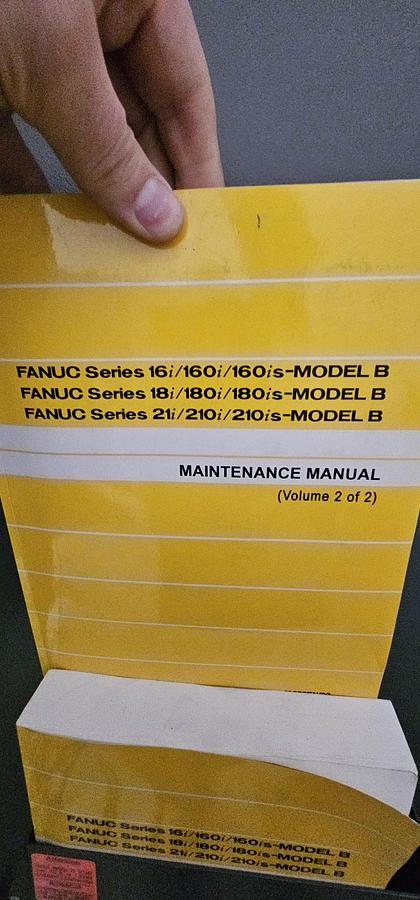 FANUC Series 16i/160i/160is-MODEL B
FANUC Series 18i/180i/180is-MODEL B
FANUC Series 21i/210i/210is-MODEL B
MAINTENANCE MANUAL
(Volume 2 of 2)
FANUC Series 16i/160i/160is-MODEL B
FANUC Series 18i/180i/180is-MODEL B
FANUC Series 21i/210i/210is-MODEL B